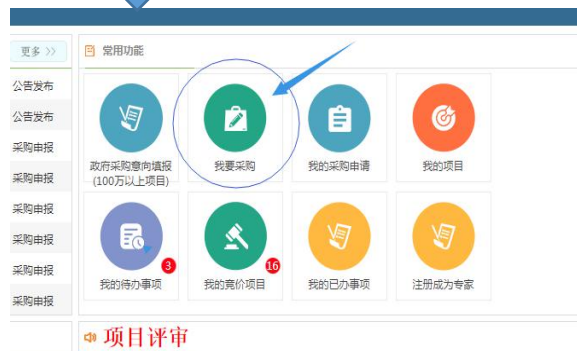 更多 >>
常用功能
公告发布
公告发布
采购申报
采购申报
采购申报
采购申报
采购申报
采购申报
政府采购意向填报
(100万以上项目)
我要采购
我的采购申请
我的项目
3
我的待办事项
16
我的竞价项目
我的已办事项
注册成为专家
项目评审